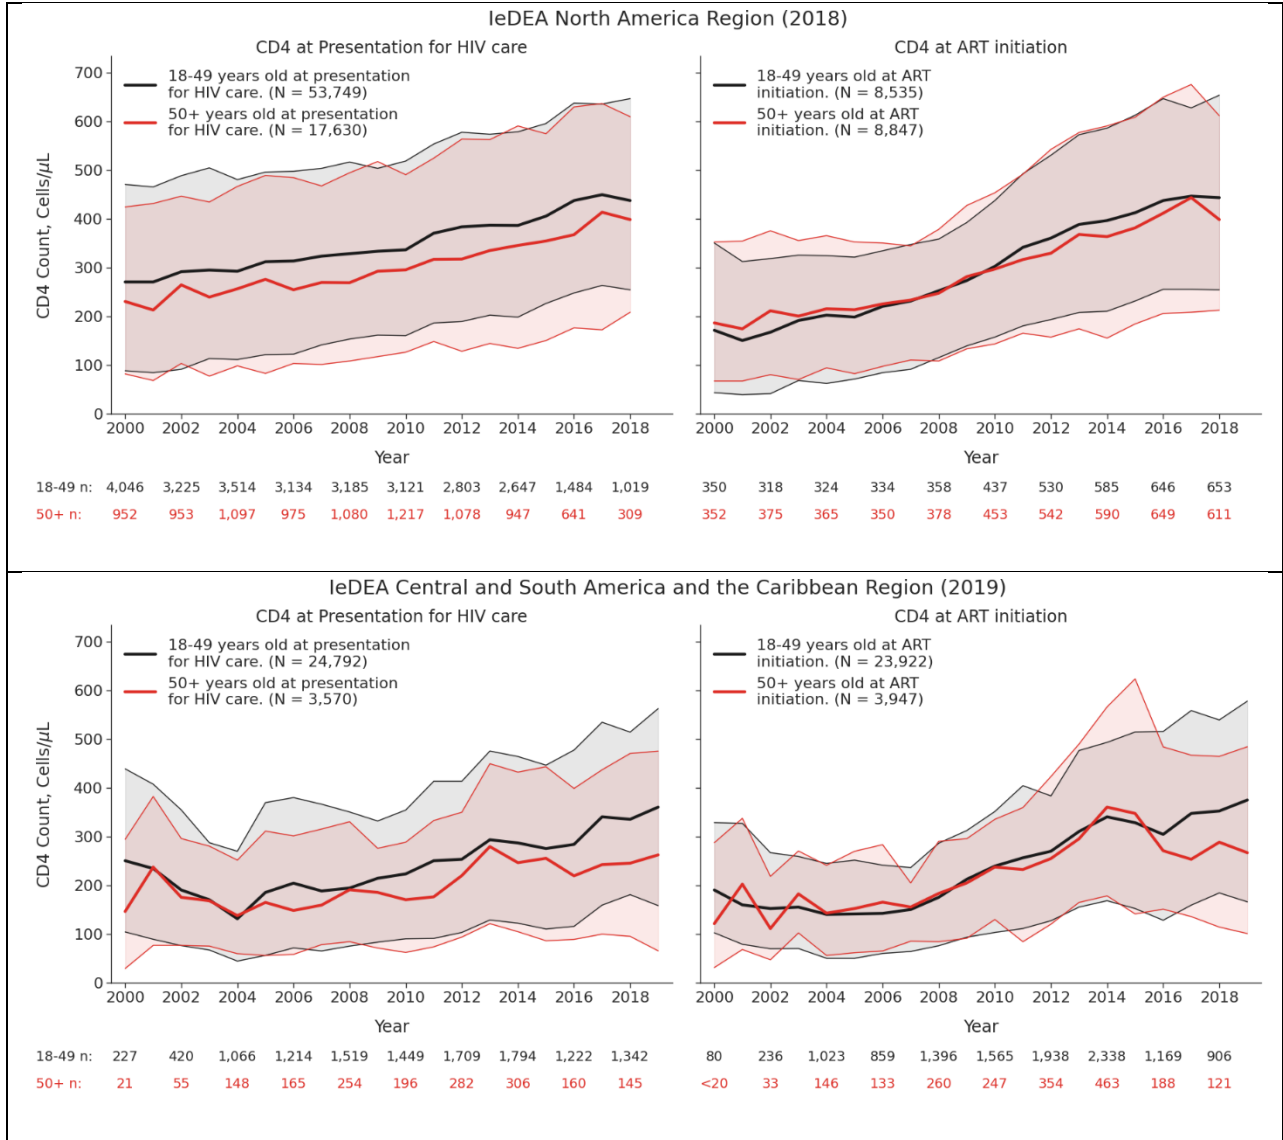 IeDEA North America Region (2018)
CD4 at Presentation for HIV care
CD4 at ART initiation
18-49 years old at presentation
for HIV care. (N = 53,749)
50+ years old at presentation
for HIV care. (N = 17,630)
18-49 years old at ART
initiation. (N = 8,535)
50+ years old at ART
initiation. (N = 8,847)
CD4 Count, Cells/μL
700
600
500
400
300
200
100
0
2000 2002 2004 2006 2008 2010 2012 2014 2016 2018
2000 2002 2004 2006 2008 2010 2012 2014 2016 2018
Year
Year
18-49 n: 4,046 3,225 3,514 3,134 3,185 3,121 2,803 2,647 1,484 1,019 350 318 324 334 358 437 530 585 646 653
50+ n: 952 953 1,097 975 1,080 1,217 1,078 947 641 309 352 375 365 350 378 453 542 590 649 611
IeDEA Central and South America and the Caribbean Region (2019)
CD4 at Presentation for HIV care
CD4 at ART initiation
18-49 years old at presentation
for HIV care. (N = 24,792)
50+ years old at presentation
for HIV care. (N = 3,570)
18-49 years old at ART
initiation. (N = 23,922)
50+ years old at ART
initiation. (N = 3,947)
CD4 Count, Cells/μL
700
600
500
400
300
200
100
0
2000 2002 2004 2006 2008 2010 2012 2014 2016 2018
2000 2002 2004 2006 2008 2010 2012 2014 2016 2018
Year
Year
18-49 n: 227 420 1,066 1,214 1,519 1,449 1,709 1,794 1,222 1,342 80 236 1,023 859 1,396 1,565 1,938 2,338 1,169 906
50+ n: 21 55 148 165 254 196 282 306 160 145 <20 33 146 133 260 247 354 463 188 121